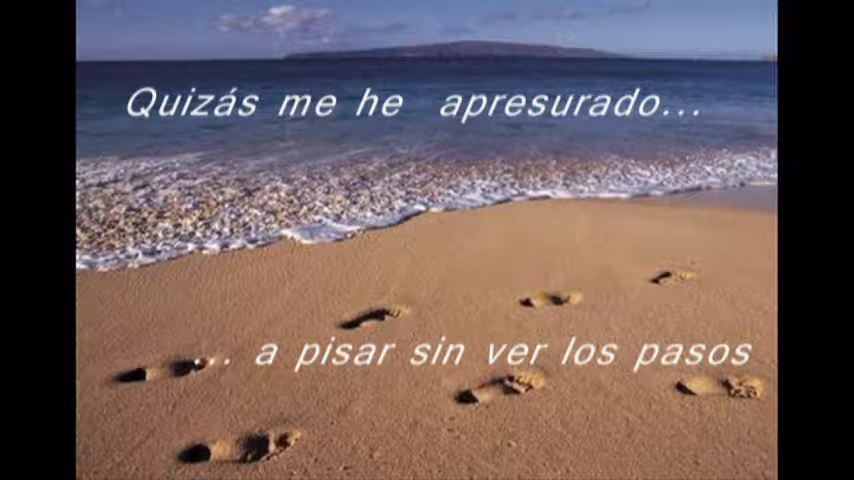 Quizás me he apresurado...
... a pisar sin ver los pasos